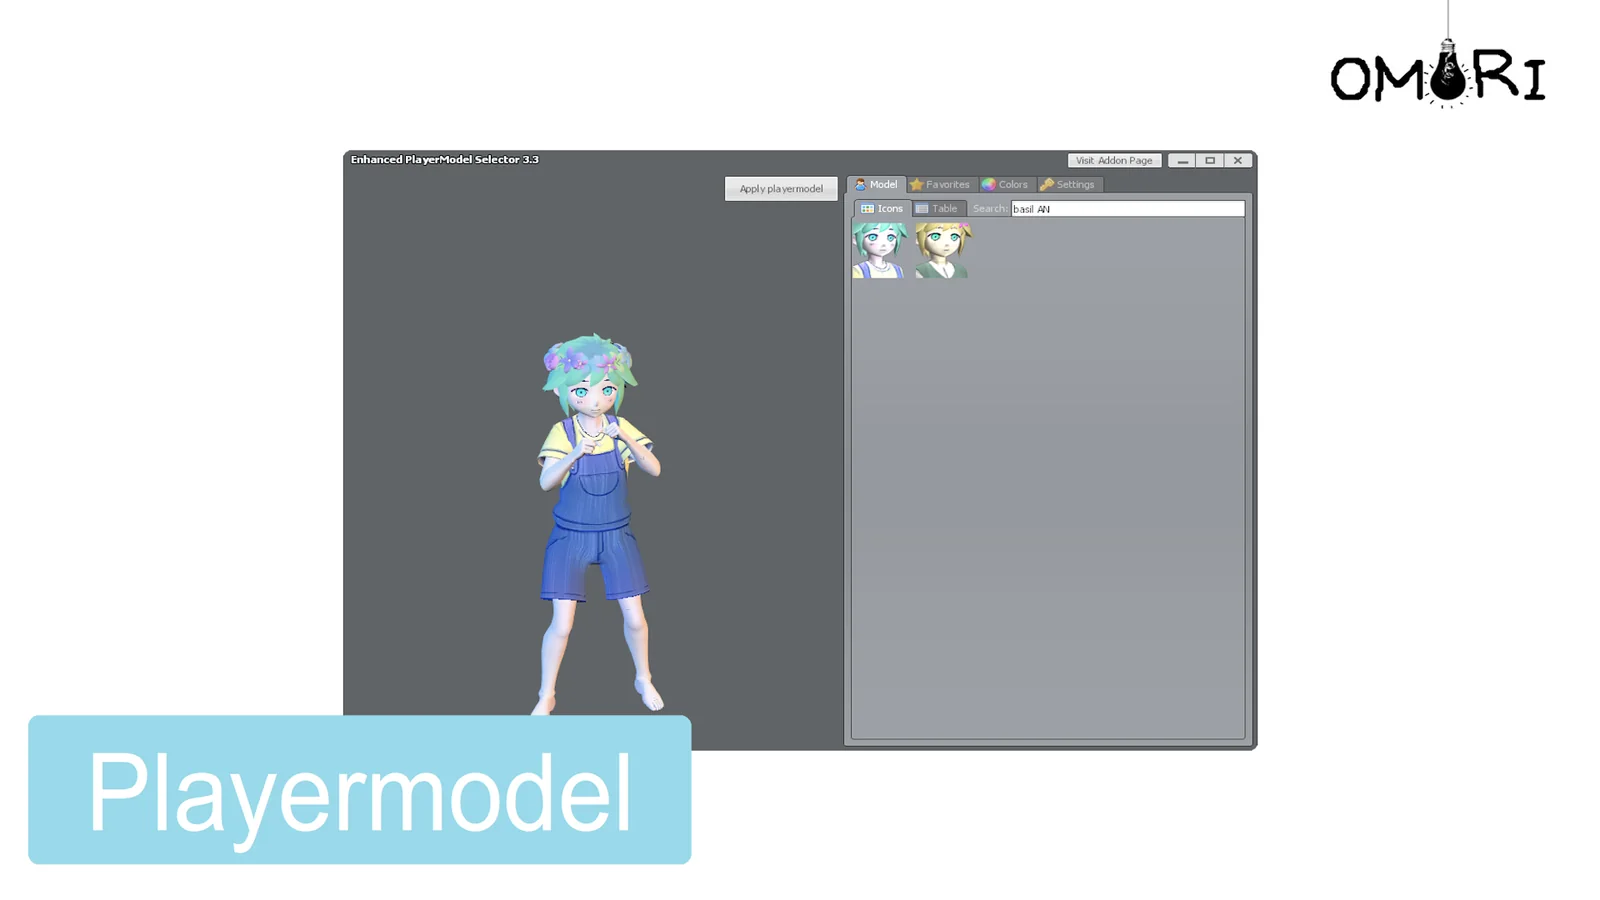 OMORI
Enhanced PlayerModel Selector 3.3
Visit Addon Page
Apply playermodel
Model
Favorites
Colors
Settings
Icons
Table
Search:
basil AN
Playermodel